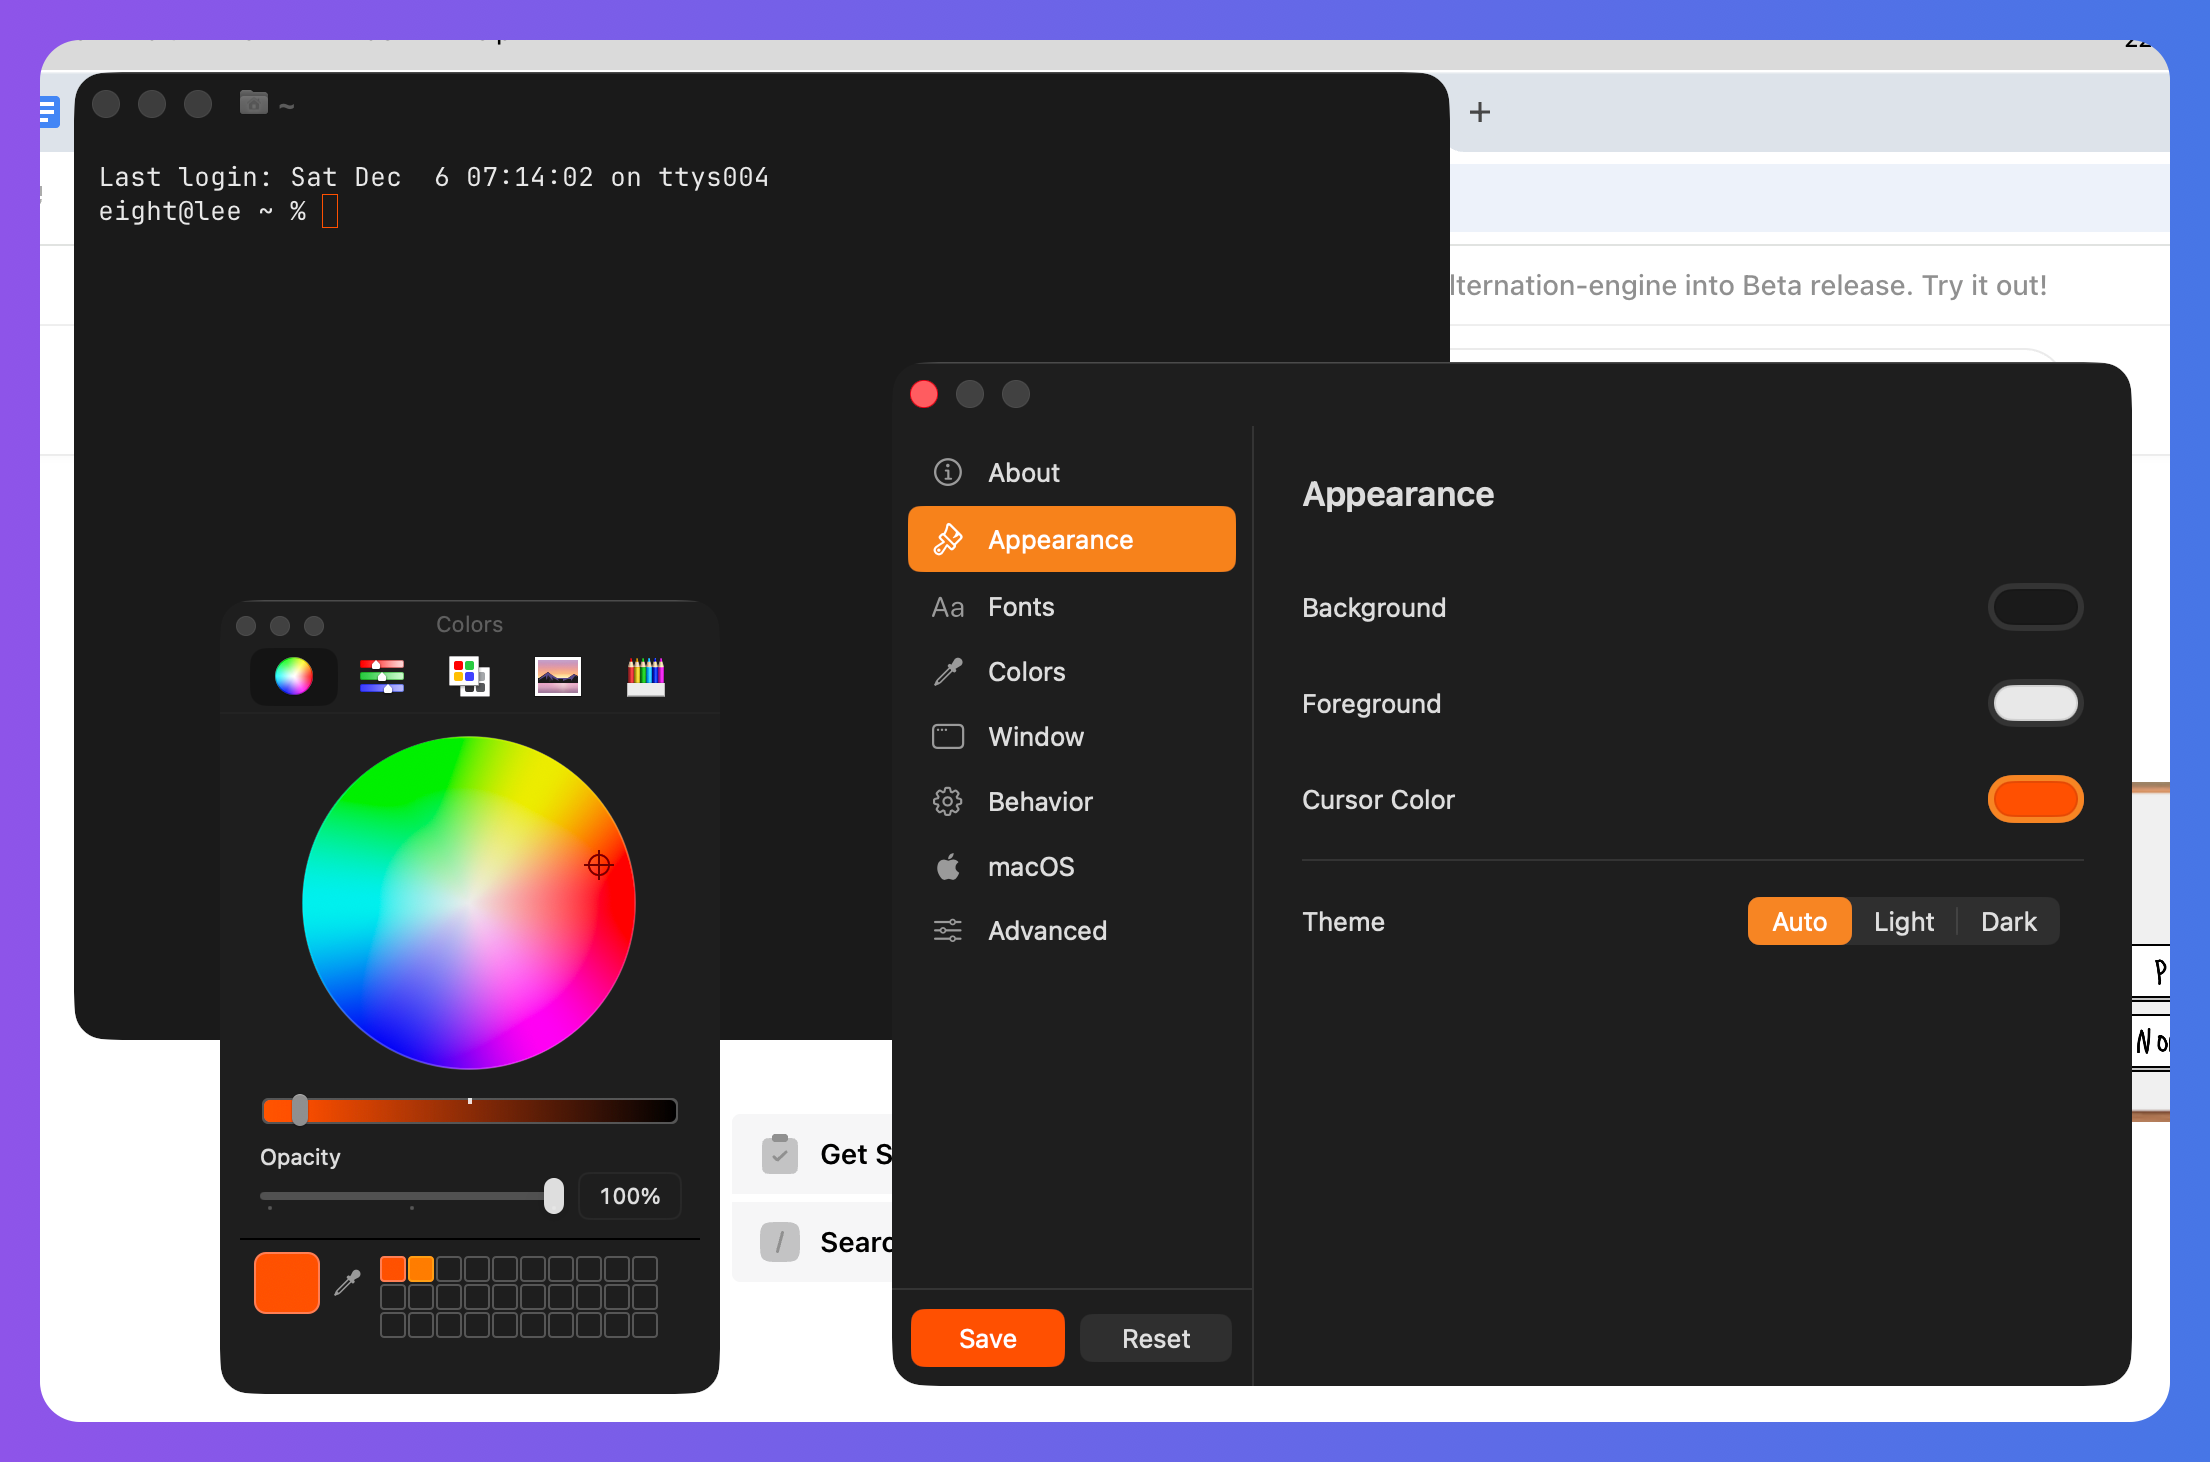 ~
Last login: Sat Dec  6 07:14:02 on ttys004
eight@lee ~ %
lternation-engine into Beta release. Try it out!
About
Appearance
Fonts
Colors
Window
Behavior
macOS
Advanced
Save
Reset
Appearance
Background
Foreground
Cursor Color
Theme
Auto
Light
Dark
Colors
Opacity
100%
Get S
Searc
Aa
/
P
No